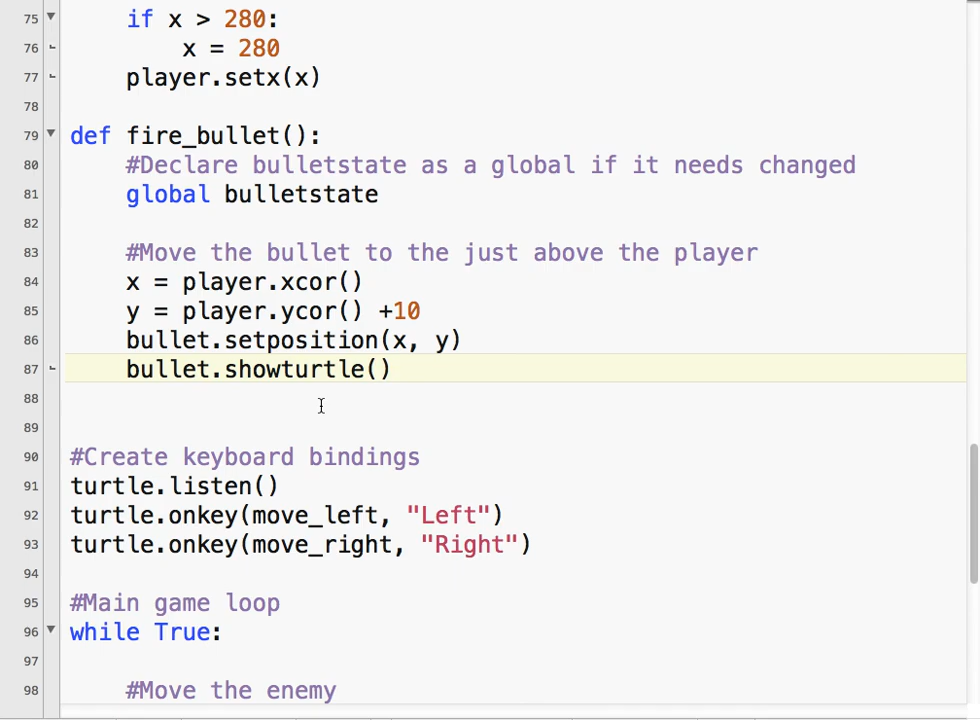 75 if x > 280:
76 x = 280
77 player.setx(x)
78
79 def fire_bullet():
80 #Declare bulletstate as a global if it needs changed
81 global bulletstate
82
83 #Move the bullet to the just above the player
84 x = player.xcor()
85 y = player.ycor() +10
86 bullet.setposition(x, y)
87 bullet.showturtle()
88
89
90 #Create keyboard bindings
91 turtle.listen()
92 turtle.onkey(move_left, "Left")
93 turtle.onkey(move_right, "Right")
94
95 #Main game loop
96 while True:
97
98 #Move the enemy